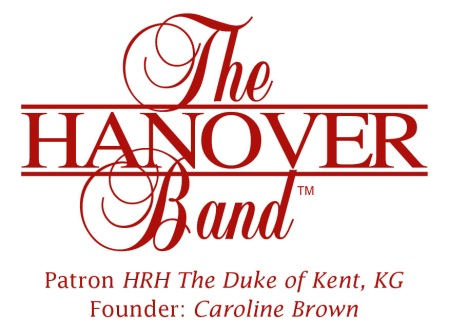 The
HANOVER
Band™
Patron HRH The Duke of Kent, KG
Founder: Caroline Brown